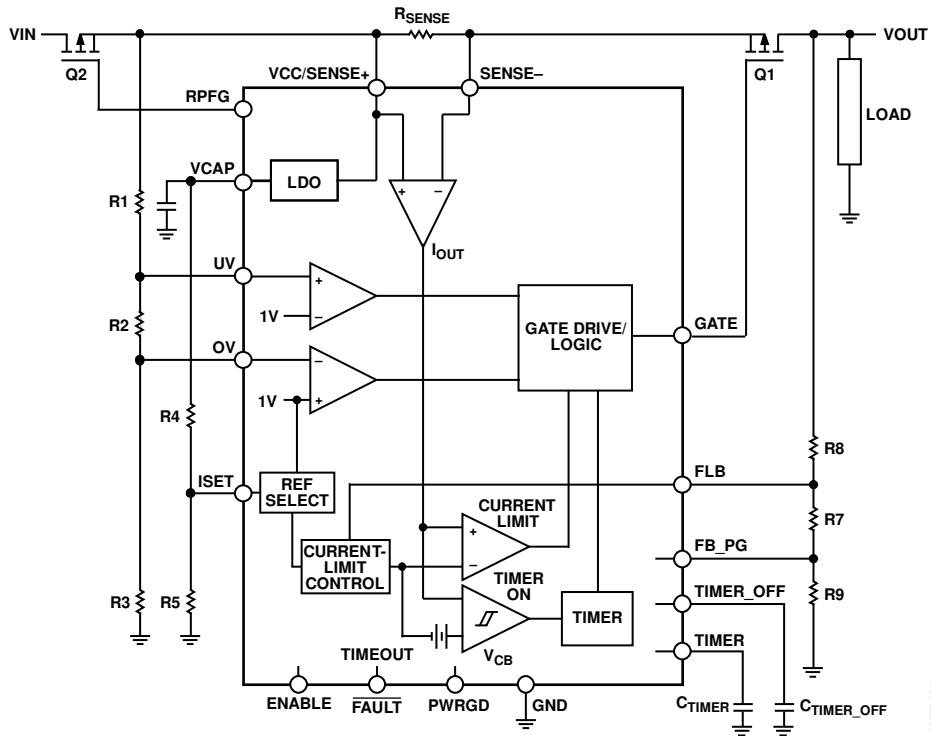 RSENSE
VIN
VOUT
Q2
VCC/SENSE+
SENSE–
Q1
RPFG
LOAD
VCAP
LDO
+
–
R1
IOUT
UV
+
1V
–
R2
GATE DRIVE/
LOGIC
GATE
OV
–
1V
+
R4
R8
ISET
REF
SELECT
FLB
CURRENT
LIMIT
+
R7
CURRENT-
LIMIT
CONTROL
–
FB_PG
TIMER
ON
TIMER_OFF
R3
R5
R9
TIMER
TIMER
VCB
TIMEOUT
ENABLE
FAULT
PWRGD
GND
CTIMER
CTIMER_OFF